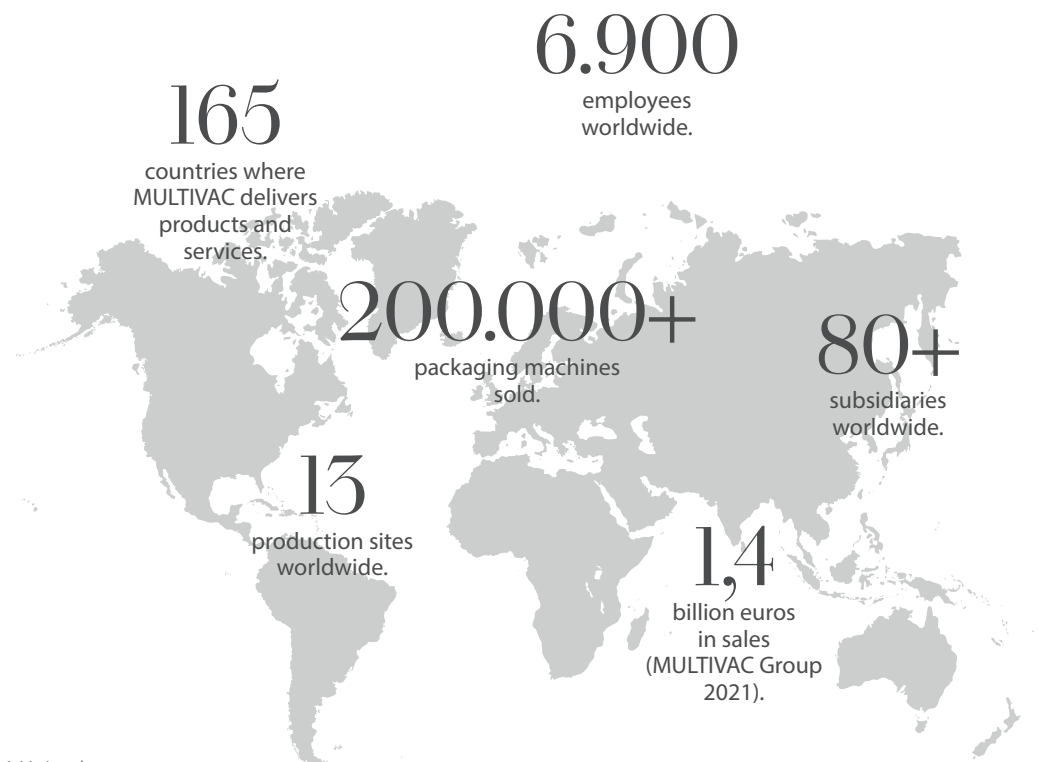 6.900
employees
worldwide.
165
countries where
MULTIVAC delivers
products and
services.
200.000+
packaging machines
sold.
80+
subsidiaries
worldwide.
13
production sites
worldwide.
1,4
billion euros
in sales
(MULTIVAC Group
2021).